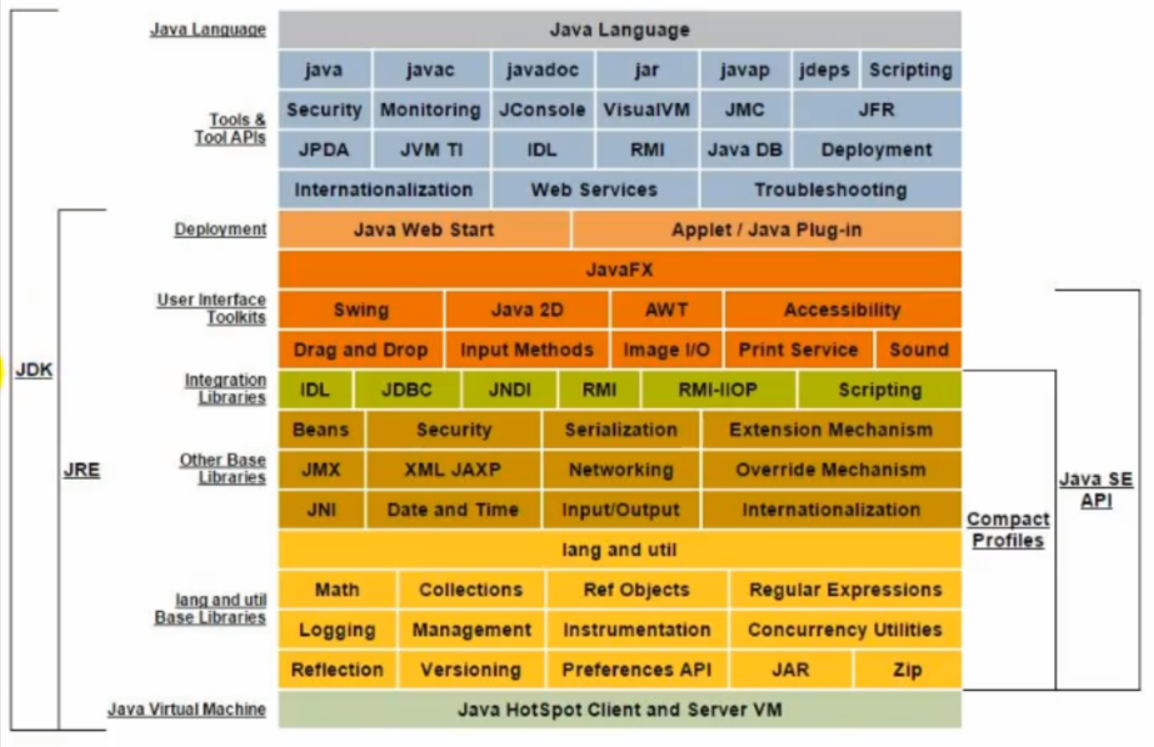 Java Language Java Language
java javac javadoc jar javap jdeps Scripting
Tools & Tool APIs Security Monitoring JConsole VisualVM JMC JFR
JPDA JVM TI IDL RMI Java DB Deployment
Internationalization Web Services Troubleshooting
Deployment Java Web Start Applet / Java Plug-in
JavaFX
User Interface Toolkits Swing Java 2D AWT Accessibility
Drag and Drop Input Methods Image I/O Print Service Sound
JDK
Integration Libraries IDL JDBC JNDI RMI RMI-IIOP Scripting
Beans Security Serialization Extension Mechanism
JRE Other Base Libraries JMX XML JAXP Networking Override Mechanism
Java SE API
JNI Date and Time Input/Output Internationalization
Compact Profiles
lang and util
Math Collections Ref Objects Regular Expressions
lang and util Base Libraries Logging Management Instrumentation Concurrency Utilities
Reflection Versioning Preferences API JAR Zip
Java Virtual Machine Java HotSpot Client and Server VM